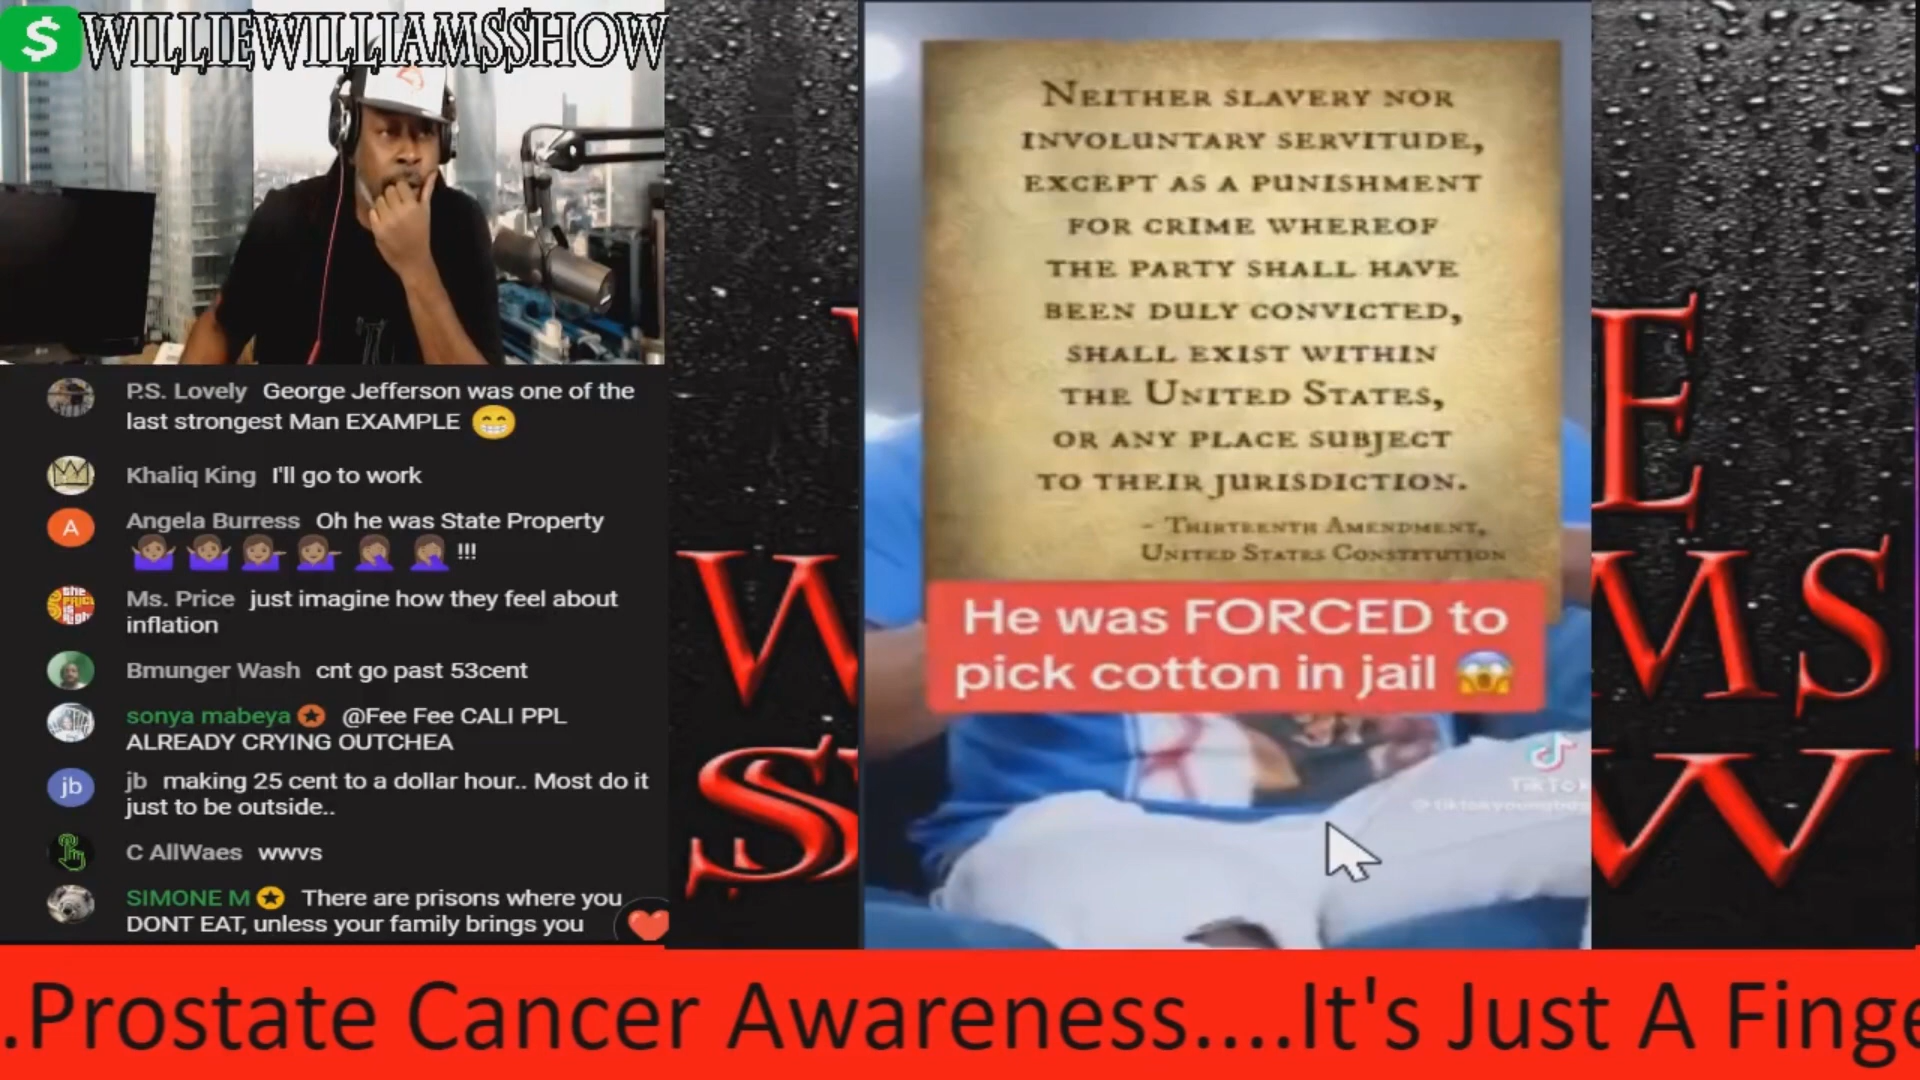 $ WILLIEWILLIAMSSHOW
P.S. Lovely George Jefferson was one of the
last strongest Man EXAMPLE 😁
Khaliq King I'll go to work
A Angela Burress Oh he was State Property
🤷🏽‍♀️ 🤷🏽‍♀️ 💁🏽‍♀️ 💁🏽‍♀️ 🤦🏽‍♀️ 🤦🏽‍♀️ !!!
Ms. Price just imagine how they feel about
inflation
Bmunger Wash cnt go past 53cent
sonya mabeya @Fee Fee CALI PPL
ALREADY CRYING OUTCHEA
jb jb making 25 cent to a dollar hour.. Most do it
just to be outside..
C AllWaes wwvs
SIMONE M There are prisons where you
DONT EAT, unless your family brings you
NEITHER SLAVERY NOR
INVOLUNTARY SERVITUDE,
EXCEPT AS A PUNISHMENT
FOR CRIME WHEREOF
THE PARTY SHALL HAVE
BEEN DULY CONVICTED,
SHALL EXIST WITHIN
THE UNITED STATES,
OR ANY PLACE SUBJECT
TO THEIR JURISDICTION.
- THIRTEENTH AMENDMENT,
UNITED STATES CONSTITUTION
He was FORCED to
pick cotton in jail 😱
TikTok
E
W MS
S W
.Prostate Cancer Awareness....It's Just A Finge